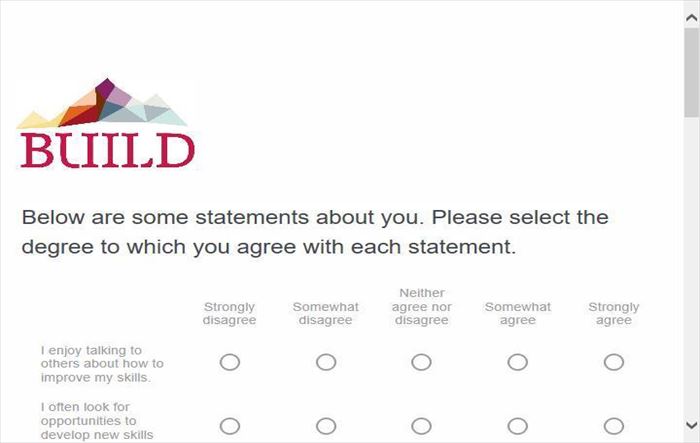 BUIILD
Below are some statements about you. Please select the
degree to which you agree with each statement.
Strongly disagree
Somewhat disagree
Neither agree nor disagree
Somewhat agree
Strongly agree
I enjoy talking to
others about how to
improve my skills.
I often look for
opportunities to
develop new skills